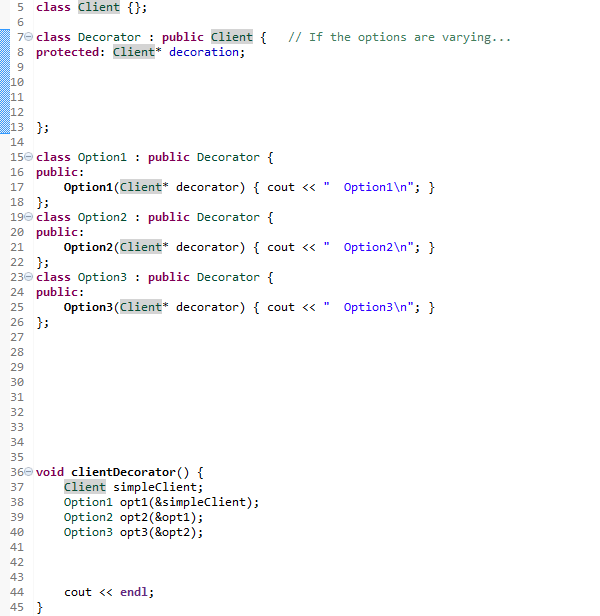 5 class Client {};
6
7 class Decorator : public Client {   // If the options are varying...
8 protected: Client* decoration;
9
10
11
12
13 };
14
15 class Option1 : public Decorator {
16 public:
17     Option1(Client* decorator) { cout << "  Option1\n"; }
18 };
19 class Option2 : public Decorator {
20 public:
21     Option2(Client* decorator) { cout << "  Option2\n"; }
22 };
23 class Option3 : public Decorator {
24 public:
25     Option3(Client* decorator) { cout << "  Option3\n"; }
26 };
27
28
29
30
31
32
33
34
35
36 void clientDecorator() {
37     Client simpleClient;
38     Option1 opt1(&simpleClient);
39     Option2 opt2(&opt1);
40     Option3 opt3(&opt2);
41
42
43
44     cout << endl;
45 }